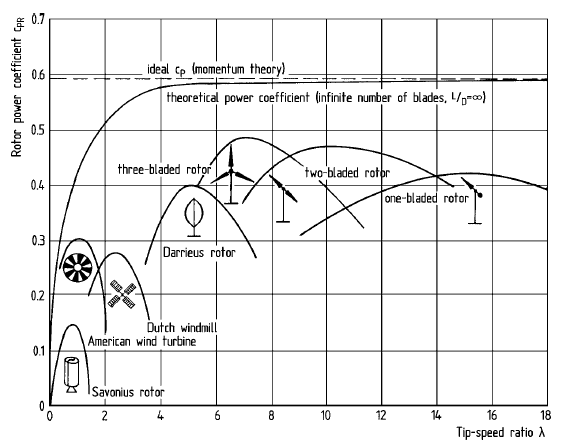 Rotor power coefficient cPR
0.7
0.6
0.5
0.4
0.3
0.2
0.1
0
ideal cP (momentum theory)
theoretical power coefficient (infinite number of blades, L/D=∞)
three-bladed rotor
two-bladed rotor
one-bladed rotor
Darrieus rotor
Dutch windmill
American wind turbine
Savonius rotor
0 2 4 6 8 10 12 14 16 18
Tip-speed ratio λ